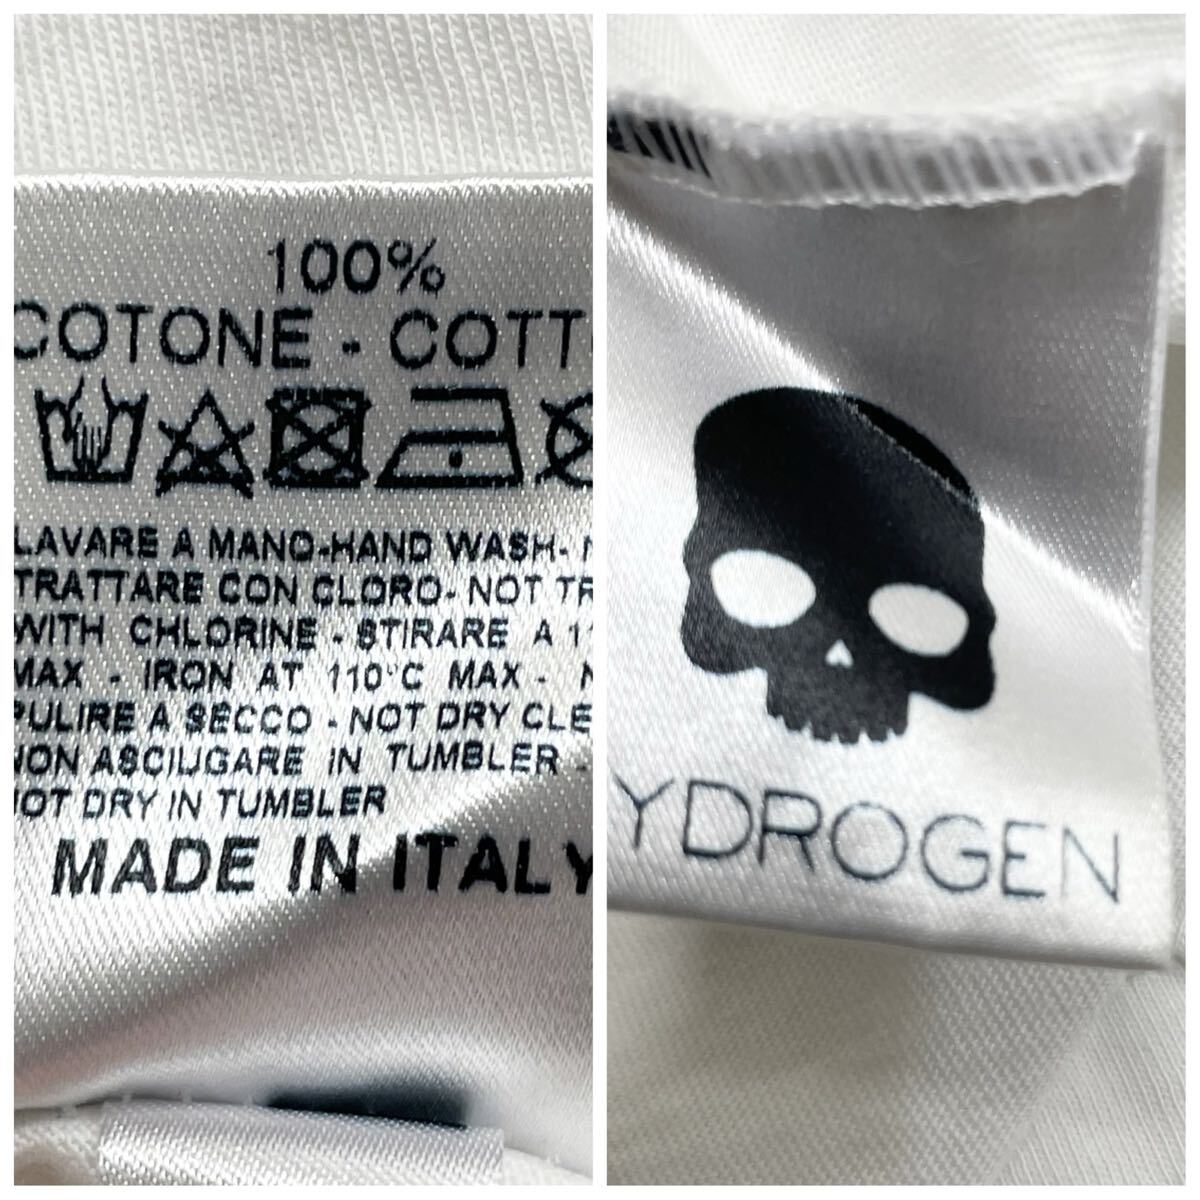 100%
COTONE - COTT
LAVARE A MANO-HAND WASH-
TRATTARE CON CLORO- NOT TR
WITH CHLORINE - STIRARE A 11
MAX - IRON AT 110°C MAX - N
PULIRE A SECCO - NOT DRY CLE
NON ASCIUGARE IN TUMBLER -
NOT DRY IN TUMBLER
MADE IN ITALY
YDROGEN